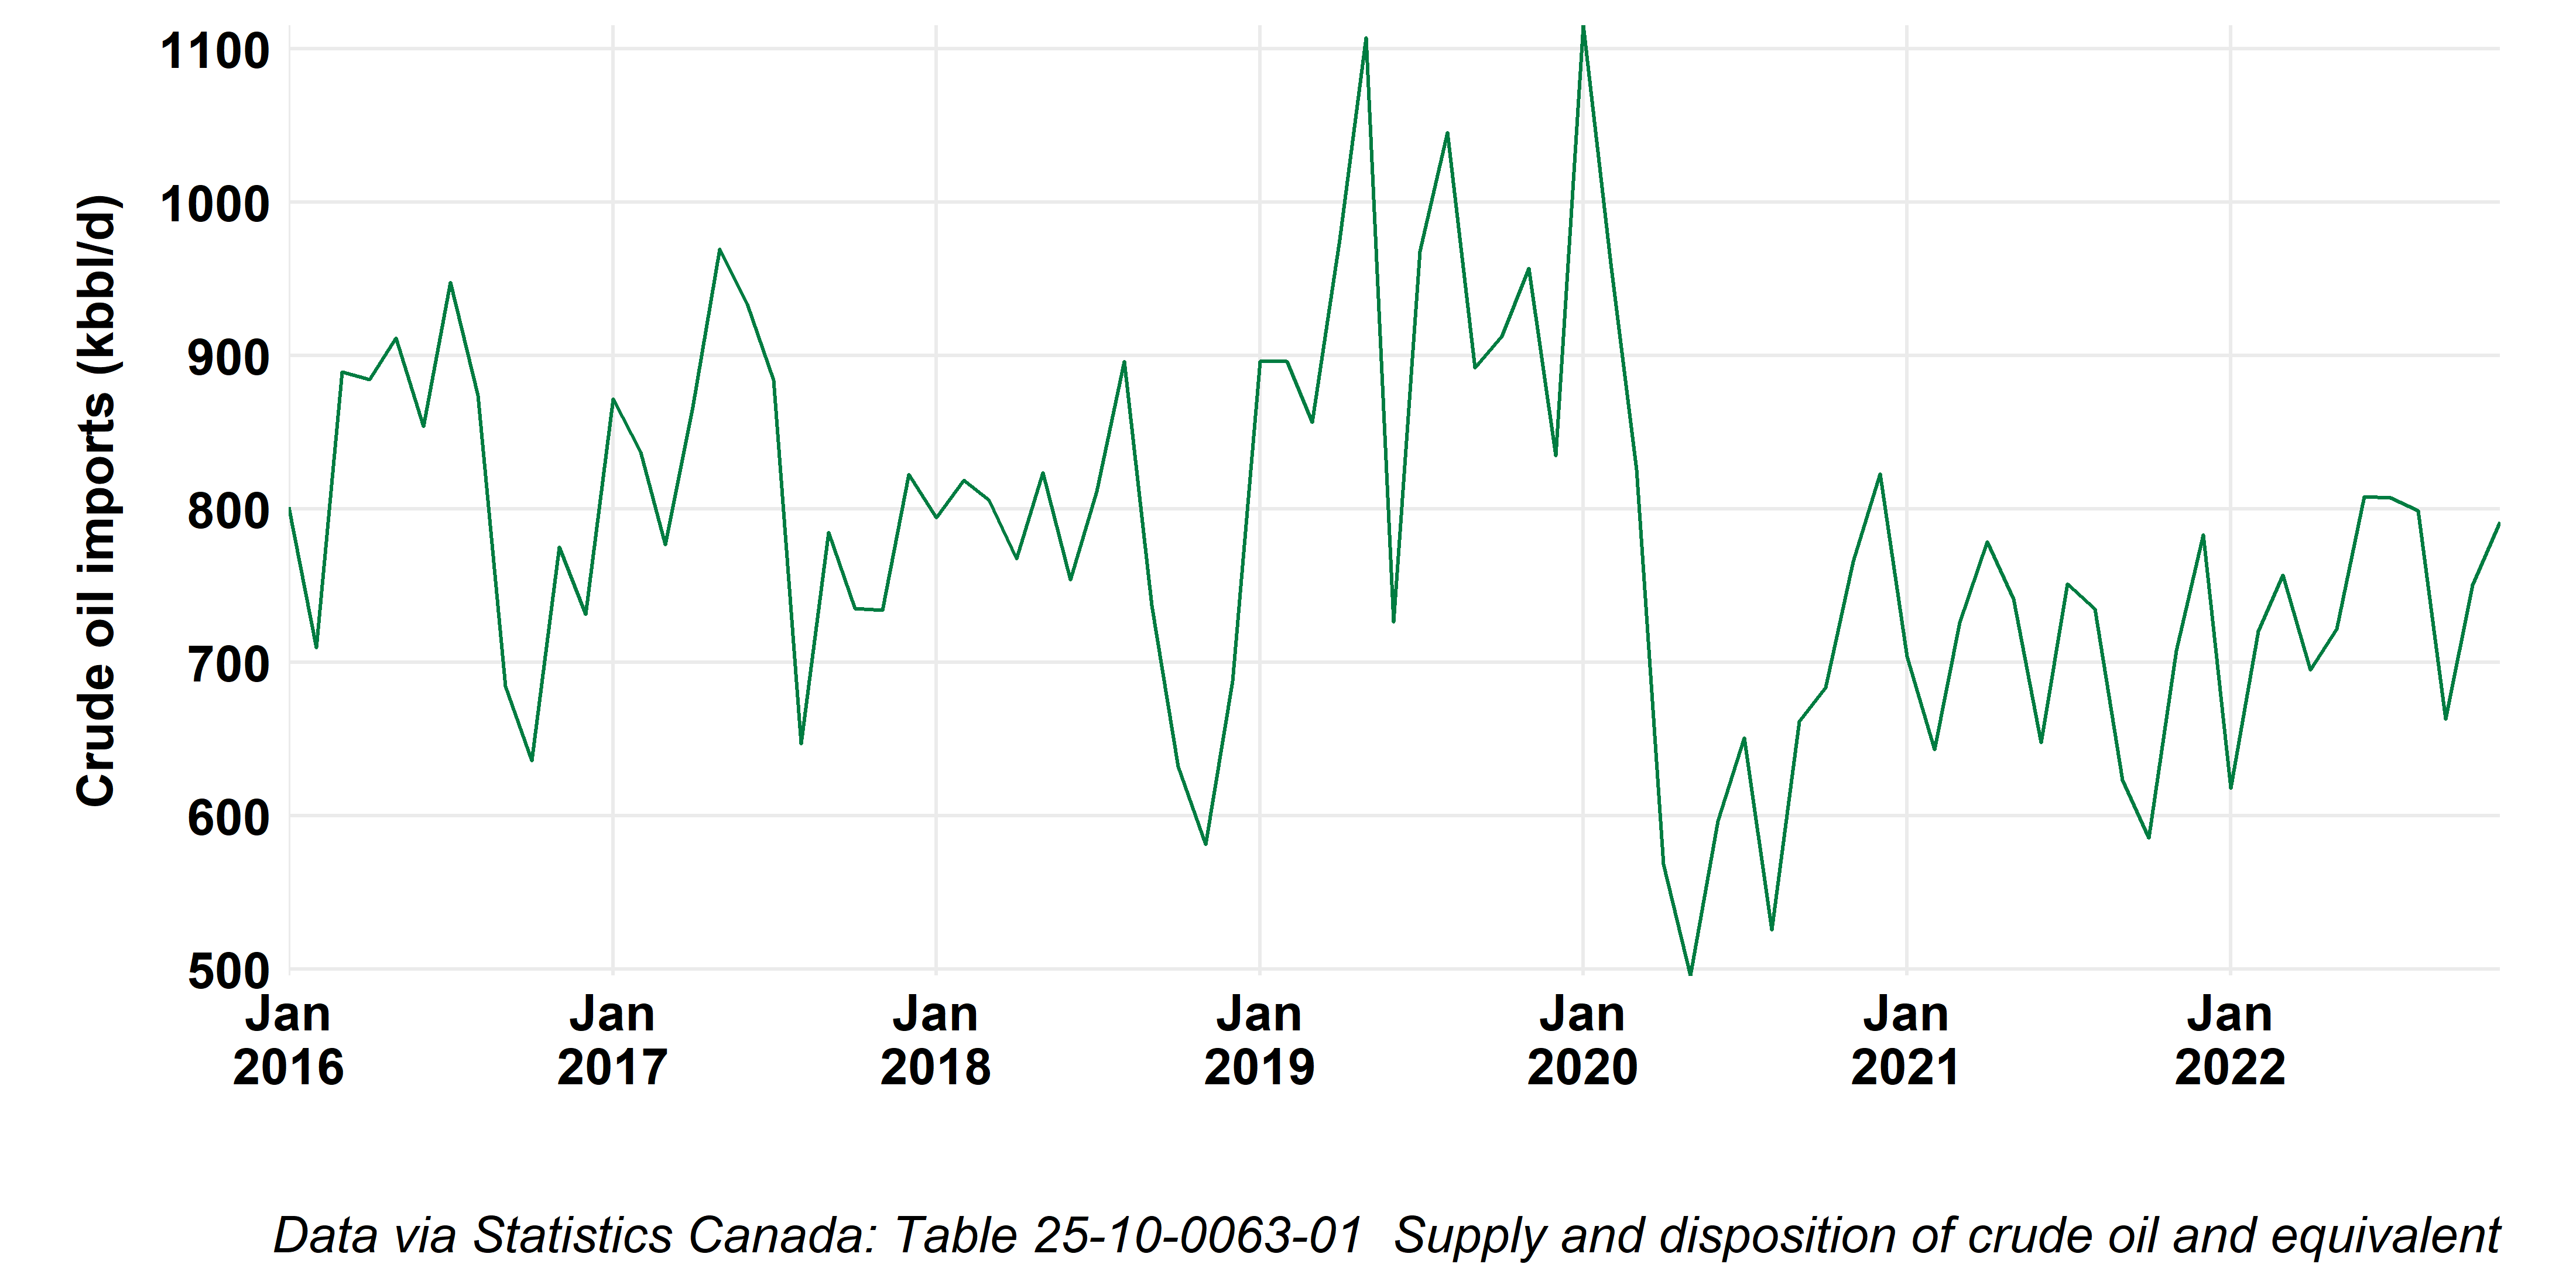 Crude oil imports (kbbl/d)
1100
1000
900
800
700
600
500
Jan
2016
Jan
2017
Jan
2018
Jan
2019
Jan
2020
Jan
2021
Jan
2022
Data via Statistics Canada: Table 25-10-0063-01  Supply and disposition of crude oil and equivalent